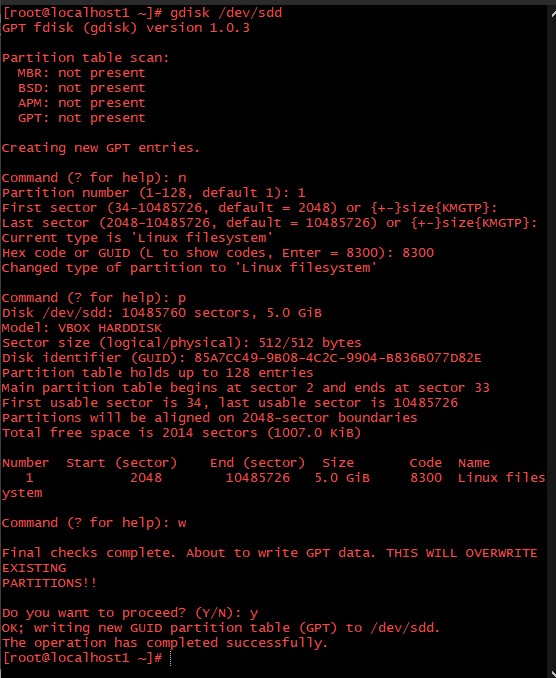 [root@localhost1 ~]# gdisk /dev/sdd
GPT fdisk (gdisk) version 1.0.3
Partition table scan:
MBR: not present
BSD: not present
APM: not present
GPT: not present
Creating new GPT entries.
Command (? for help): n
Partition number (1-128, default 1): 1
First sector (34-10485726, default = 2048) or {+-}size{KMGTP}:
Last sector (2048-10485726, default = 10485726) or {+-}size{KMGTP}:
Current type is 'Linux filesystem'
Hex code or GUID (L to show codes, Enter = 8300): 8300
Changed type of partition to 'Linux filesystem'
Command (? for help): p
Disk /dev/sdd: 10485760 sectors, 5.0 GiB
Model: VBOX HARDDISK
Sector size (logical/physical): 512/512 bytes
Disk identifier (GUID): 85A7CC49-9B08-4C2C-9904-B836B077D82E
Partition table holds up to 128 entries
Main partition table begins at sector 2 and ends at sector 33
First usable sector is 34, last usable sector is 10485726
Partitions will be aligned on 2048-sector boundaries
Total free space is 2014 sectors (1007.0 KiB)
Number  Start (sector)    End (sector)  Size       Code  Name
1            2048        10485726   5.0 GiB     8300  Linux files
ystem
Command (? for help): w
Final checks complete. About to write GPT data. THIS WILL OVERWRITE
EXISTING
PARTITIONS!!
Do you want to proceed? (Y/N): y
OK; writing new GUID partition table (GPT) to /dev/sdd.
The operation has completed successfully.
[root@localhost1 ~]#